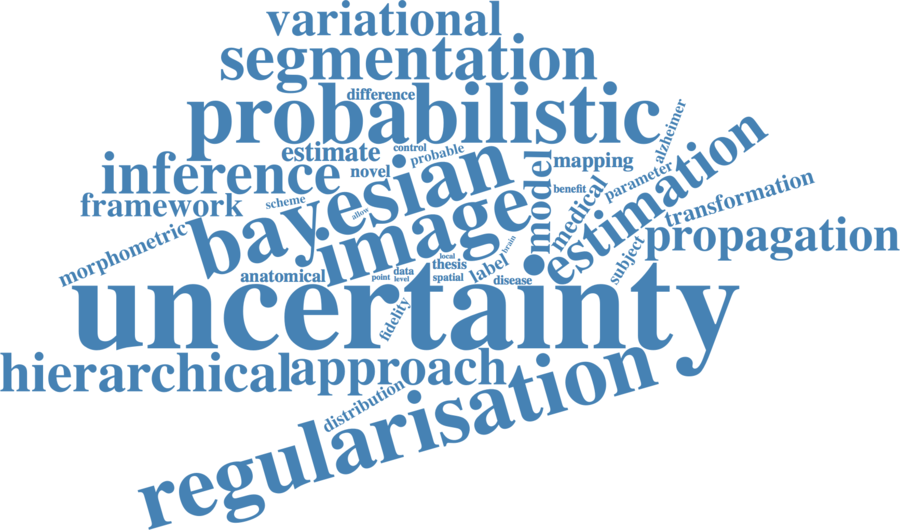 variational
segmentation
difference
probabilistic
alzheimer
control
estimate
probable
mapping
inference
novel
bayesian
model
benefit
parameter
estimation
medical
framework
scheme
allow
image
transformation
morphometric
propagation
subject
brain
local
thesis
label
anatomical
data
point
level
spatial
disease
uncertainty
fidelity
hierarchical
approach
distribution
regularisation